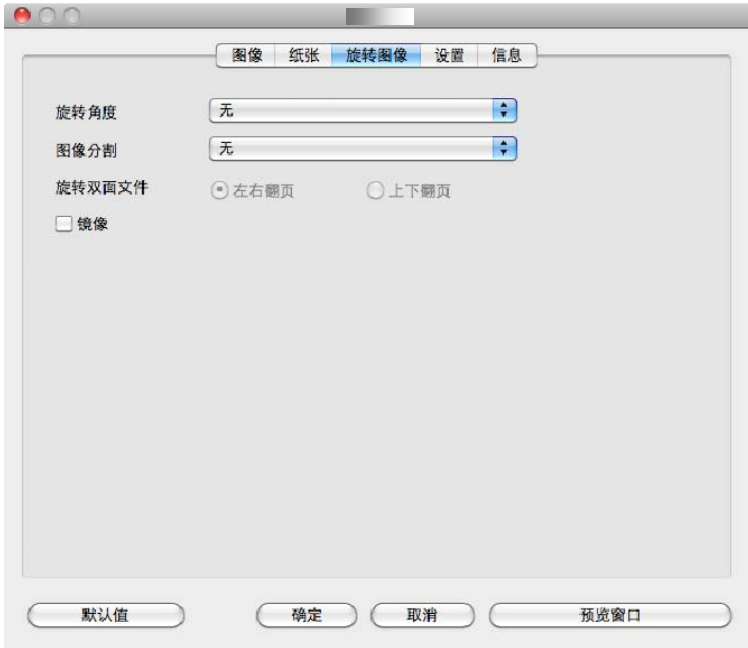 图像 纸张 旋转图像 设置 信息
旋转角度 无
图像分割 无
旋转双面文件 左右翻页 上下翻页
镜像
默认值 确定 取消 预览窗口